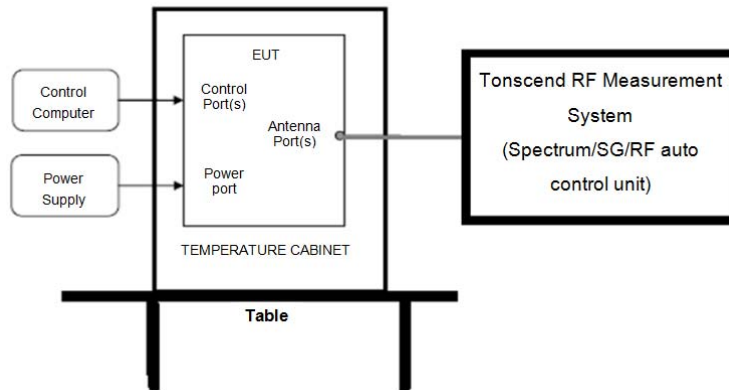 EUT
Control
Computer
Control
Port(s)
Antenna
Port(s)
Power
Supply
Power
port
TEMPERATURE CABINET
Table
Tonscend RF Measurement
System
(Spectrum/SG/RF auto
control unit)